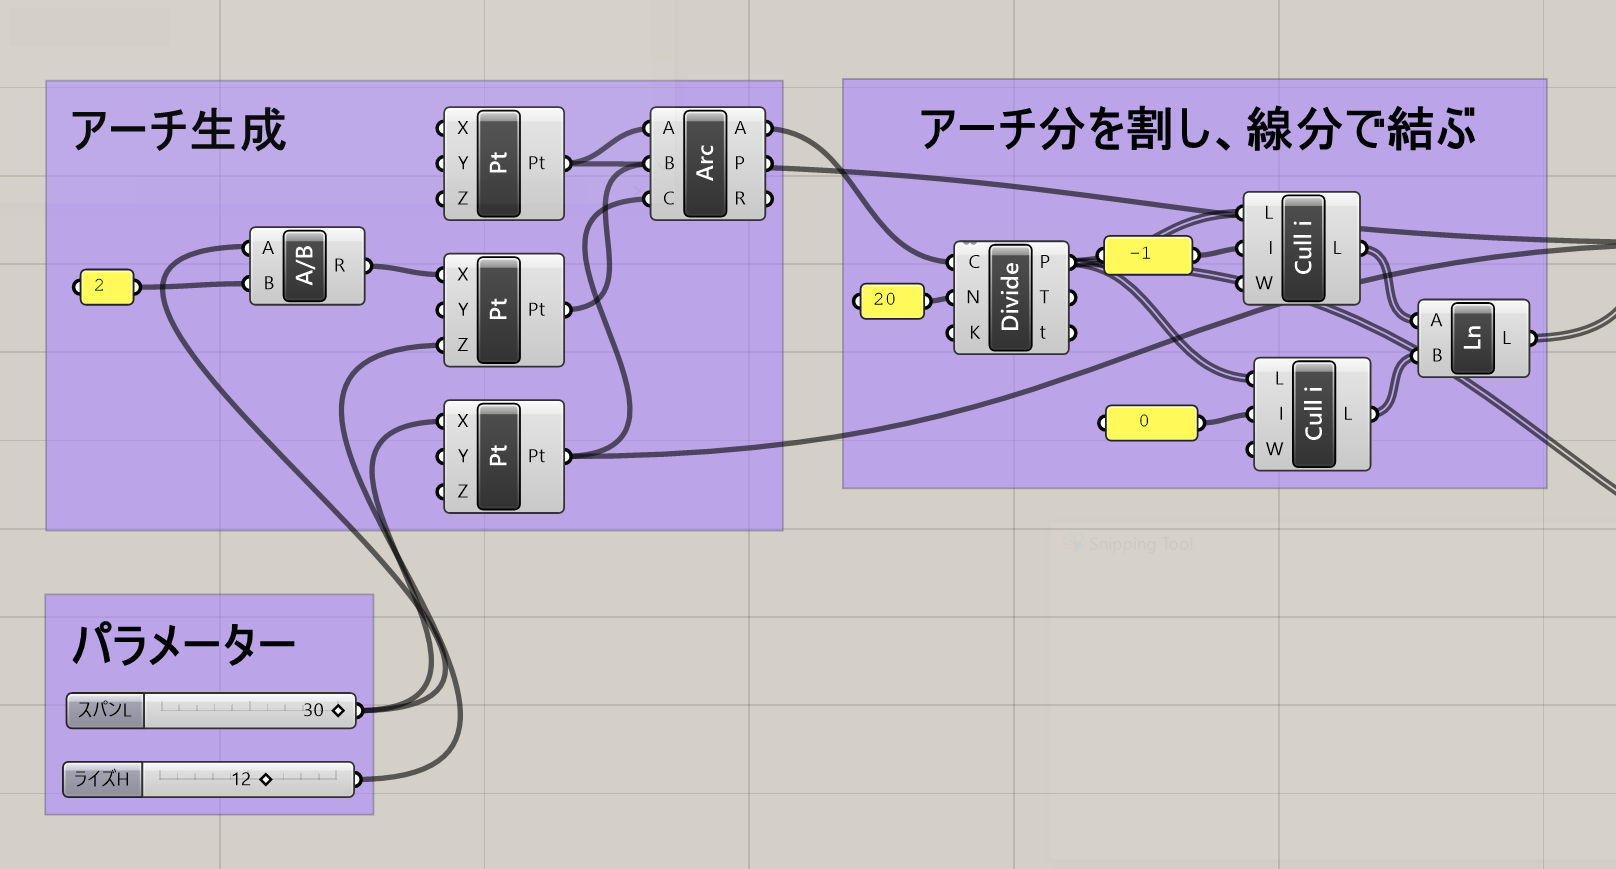 アーチ生成
X
Y
Z
Pt
Pt
A
B
C
Arc
A
P
R
2
A
B
A/B
R
X
Y
Z
Pt
Pt
X
Y
Z
Pt
Pt
アーチ分を割し、線分で結ぶ
20
C
N
K
Divide
P
T
t
-1
L
I
W
Cull i
L
0
L
I
W
Cull i
L
A
B
Ln
L
Snipping Tool
パラメーター
スパンL
30
ライズH
12